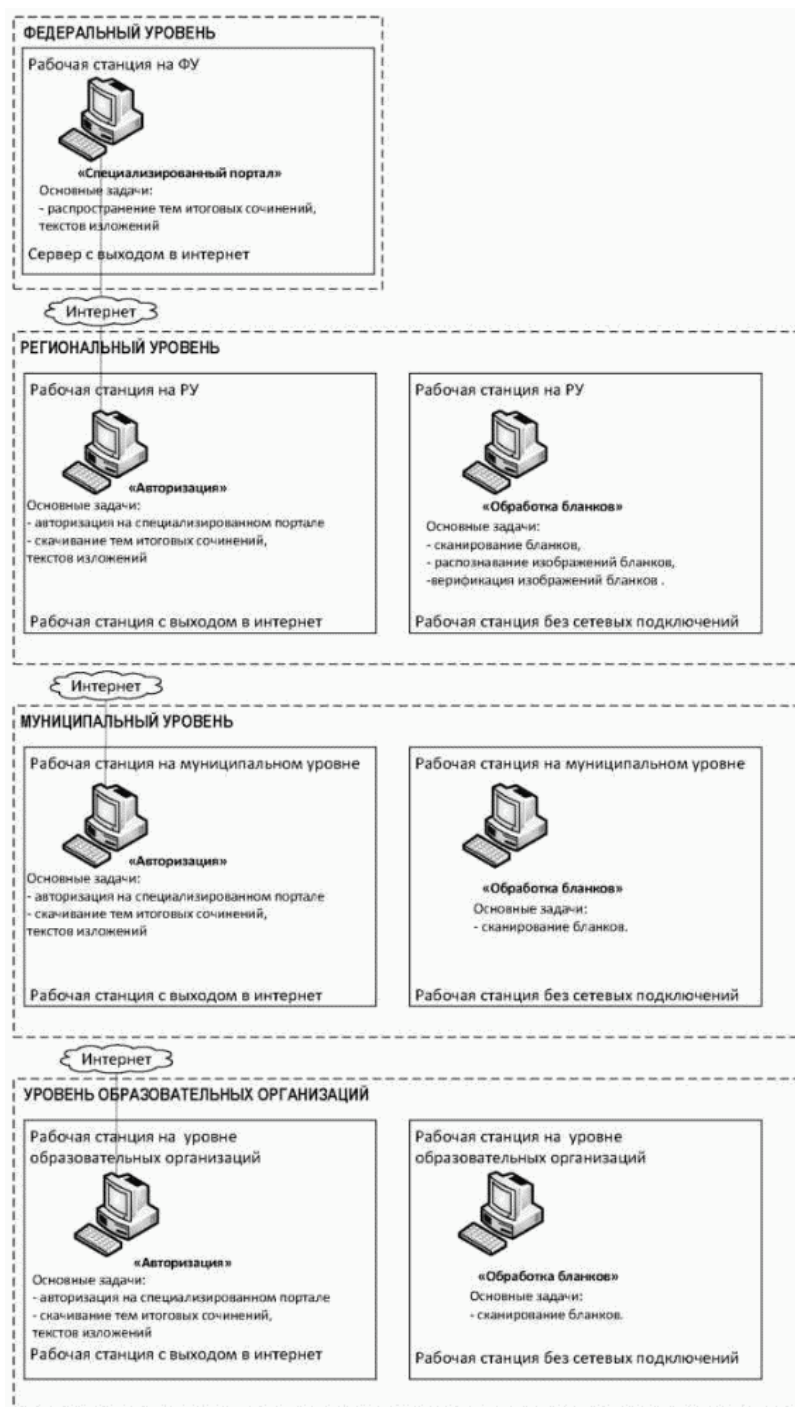 ФЕДЕРАЛЬНЫЙ УРОВЕНЬ
Рабочая станция на ФУ
«Специализированный портал»
Основные задачи:
- распространение тем итоговых сочинений,
текстов изложений
Сервер с выходом в интернет
Интернет
РЕГИОНАЛЬНЫЙ УРОВЕНЬ
Рабочая станция на РУ
«Авторизация»
Основные задачи:
- авторизация на специализированном портале
- скачивание тем итоговых сочинений,
текстов изложений
Рабочая станция с выходом в интернет
Рабочая станция на РУ
«Обработка бланков»
Основные задачи:
- сканирование бланков,
- распознавание изображений бланков,
-верификация изображений бланков .
Рабочая станция без сетевых подключений
Интернет
МУНИЦИПАЛЬНЫЙ УРОВЕНЬ
Рабочая станция на муниципальном уровне
«Авторизация»
Основные задачи:
- авторизация на специализированном портале
- скачивание тем итоговых сочинений,
текстов изложений
Рабочая станция с выходом в интернет
Рабочая станция на муниципальном уровне
«Обработка бланков»
Основные задачи:
- сканирование бланков.
Рабочая станция без сетевых подключений
Интернет
УРОВЕНЬ ОБРАЗОВАТЕЛЬНЫХ ОРГАНИЗАЦИЙ
Рабочая станция на уровне
образовательных организаций
«Авторизация»
Основные задачи:
- авторизация на специализированном портале
- скачивание тем итоговых сочинений,
текстов изложений
Рабочая станция с выходом в интернет
Рабочая станция на уровне
образовательных организаций
«Обработка бланков»
Основные задачи:
- сканирование бланков.
Рабочая станция без сетевых подключений